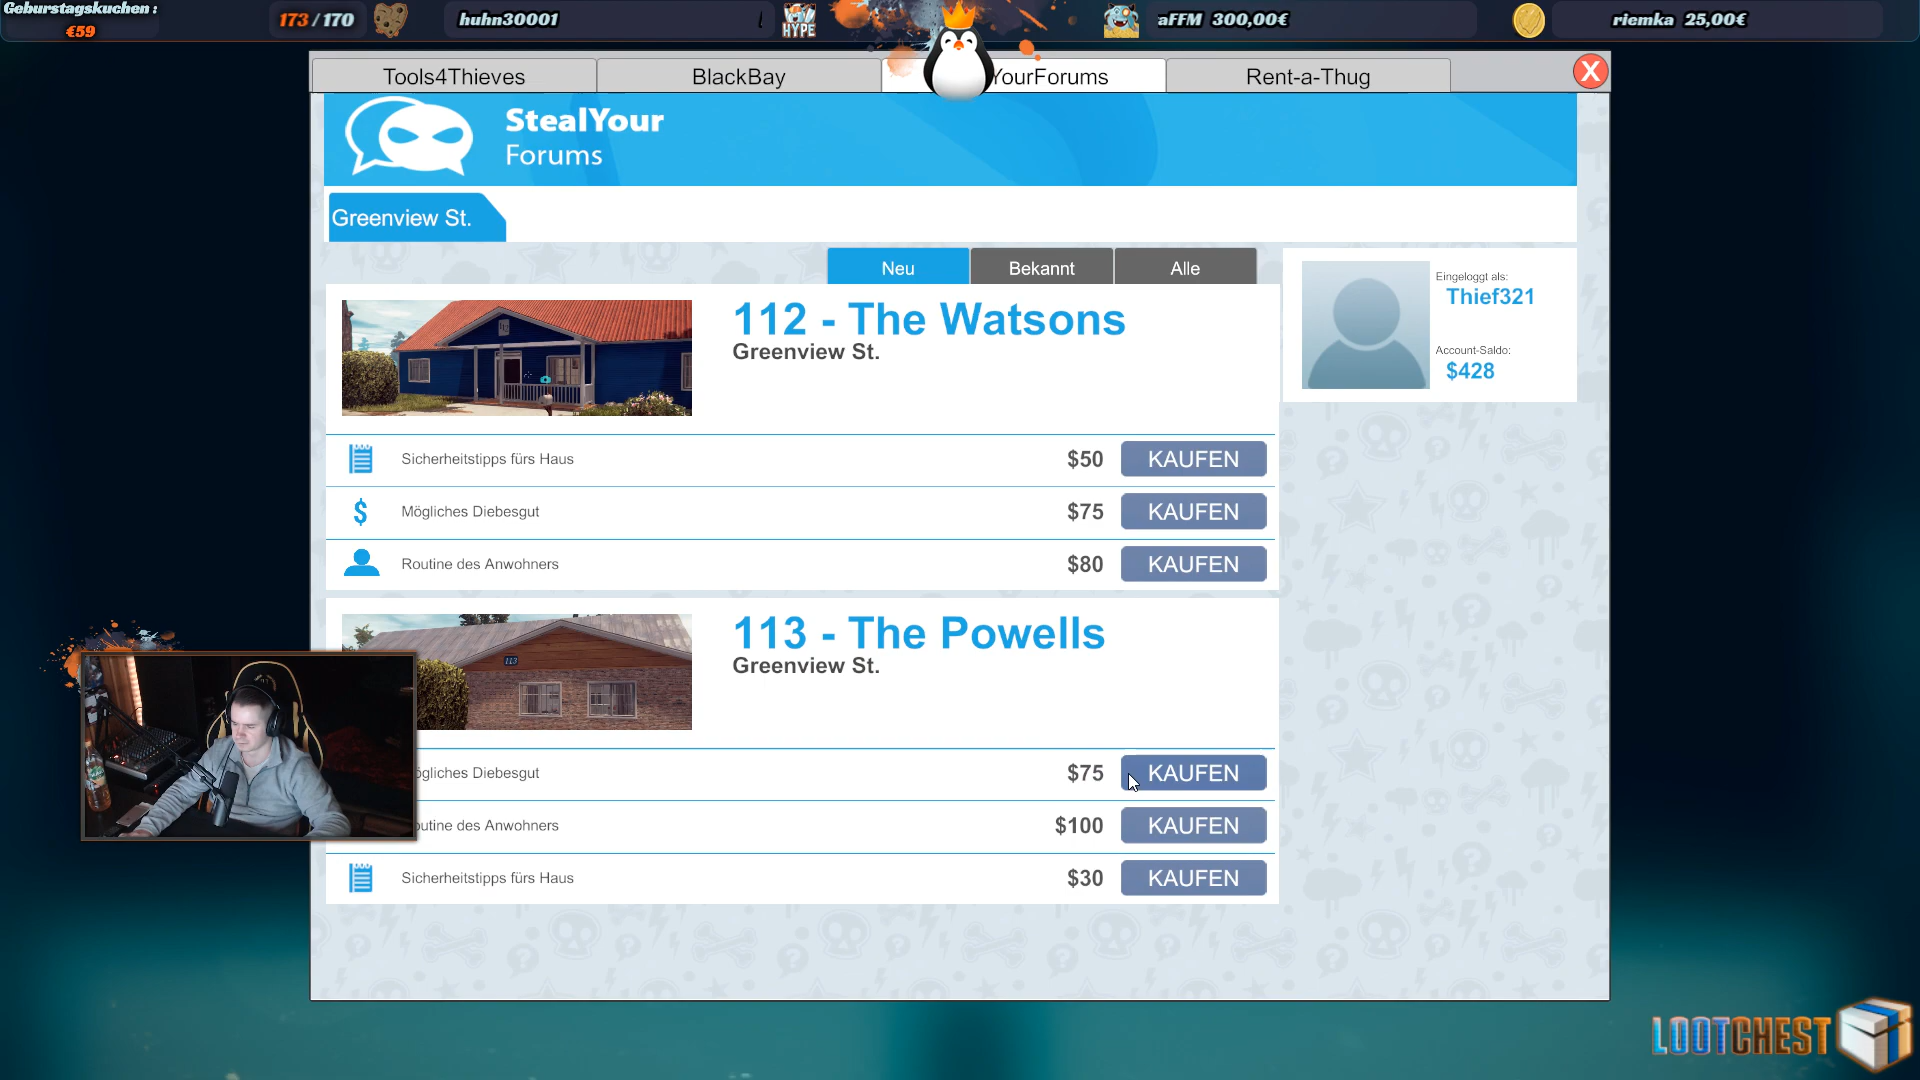 Geburstagskuchen :
€59
173 / 170
huhn30001
HYPE
aFFM 300,00€
riemka 25,00€
Tools4Thieves
BlackBay
YourForums
Rent-a-Thug
X
StealYour
Forums
Greenview St.
Neu
Bekannt
Alle
Eingeloggt als:
Thief321
Account-Saldo:
$428
112 - The Watsons
Greenview St.
Sicherheitstipps fürs Haus $50 KAUFEN
$ Mögliches Diebesgut $75 KAUFEN
Routine des Anwohners $80 KAUFEN
113
113 - The Powells
Greenview St.
ögliches Diebesgut $75 KAUFEN
outine des Anwohners $100 KAUFEN
Sicherheitstipps fürs Haus $30 KAUFEN
LOOTCHEST